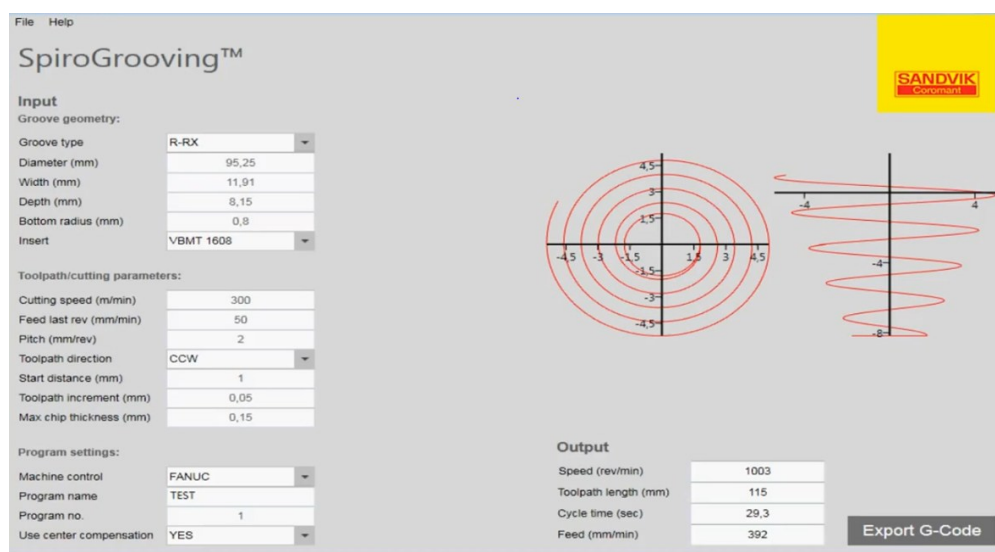 File Help
SpiroGrooving™
SANDVIK
Coromant
Input
Groove geometry:
Groove type R-RX
Diameter (mm) 95,25
Width (mm) 11,91
Depth (mm) 8,15
Bottom radius (mm) 0,8
Insert VBMT 1608
Toolpath/cutting parameters:
Cutting speed (m/min) 300
Feed last rev (mm/min) 50
Pitch (mm/rev) 2
Toolpath direction CCW
Start distance (mm) 1
Toolpath increment (mm) 0,05
Max chip thickness (mm) 0,15
Program settings:
Machine control FANUC
Program name TEST
Program no. 1
Use center compensation YES
4,5
3
1,5
-4,5 -3 -1,5 1,5 3 4,5
-1,5
-3
-4,5
-4 4
-4
-8
Output
Speed (rev/min) 1003
Toolpath length (mm) 115
Cycle time (sec) 29,3
Feed (mm/min) 392
Export G-Code